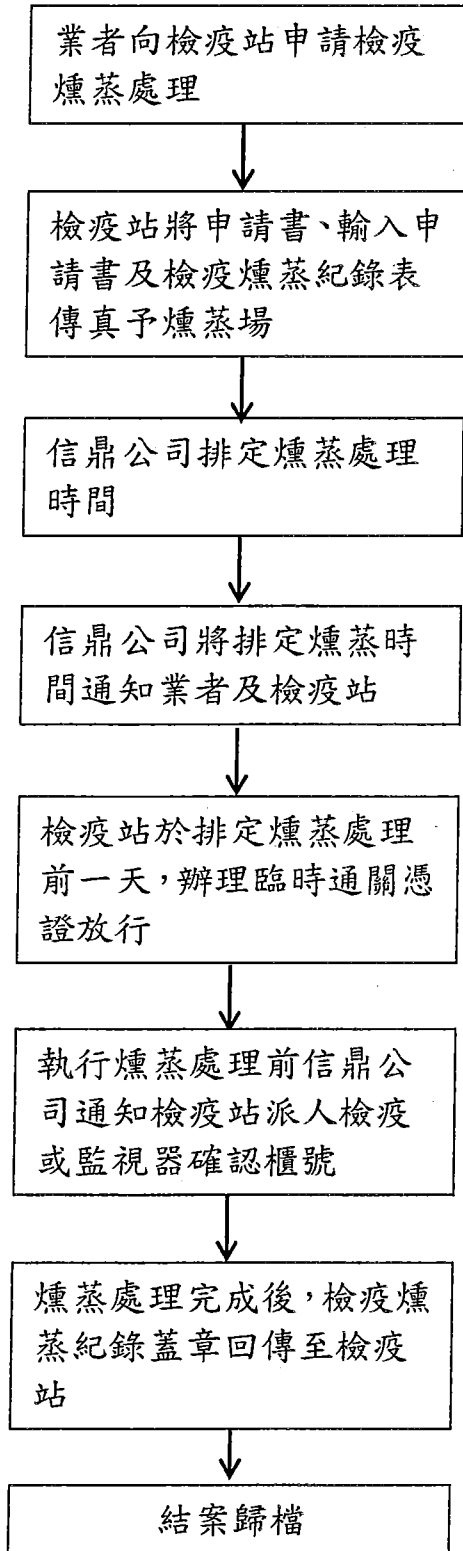 業者向檢疫站申請檢疫
燻蒸處理
檢疫站將申請書、輸入申
請書及檢疫燻蒸紀錄表
傳真予燻蒸場
信鼎公司排定燻蒸處理
時間
信鼎公司將排定燻蒸時
間通知業者及檢疫站
檢疫站於排定燻蒸處理
前一天，辦理臨時通關憑
證放行
執行燻蒸處理前信鼎公
司通知檢疫站派人檢疫
或監視器確認櫃號
燻蒸處理完成後，檢疫燻
蒸紀錄蓋章回傳至檢疫
站
結案歸檔